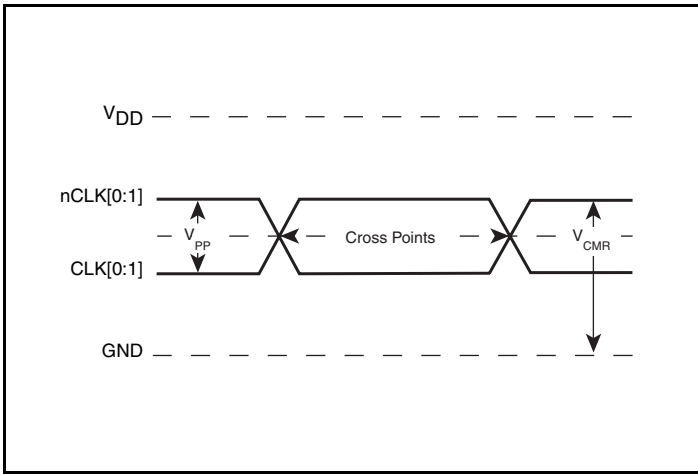 VDD
nCLK[0:1]
VPP
Cross Points
VCMR
CLK[0:1]
GND